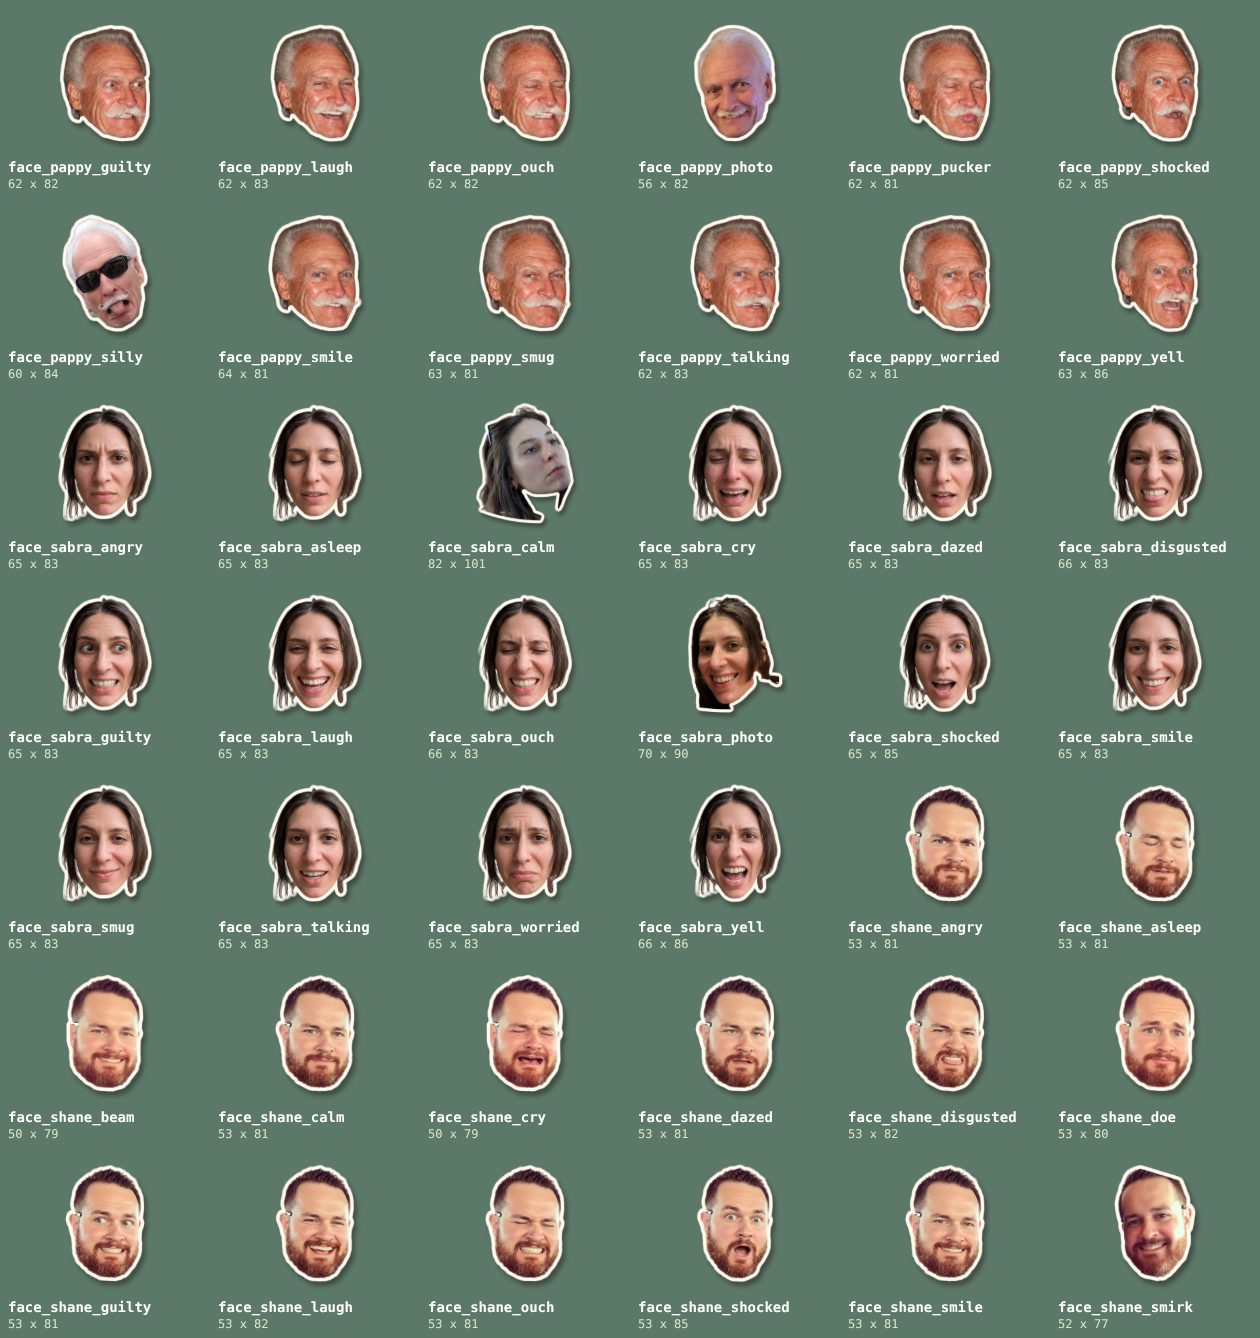 face_pappy_guilty
62 x 82
face_pappy_laugh
62 x 83
face_pappy_ouch
62 x 82
face_pappy_photo
56 x 82
face_pappy_pucker
62 x 81
face_pappy_shocked
62 x 85
face_pappy_silly
60 x 84
face_pappy_smile
64 x 81
face_pappy_smug
63 x 81
face_pappy_talking
62 x 83
face_pappy_worried
62 x 81
face_pappy_yell
63 x 86
face_sabra_angry
65 x 83
face_sabra_asleep
65 x 83
face_sabra_calm
82 x 101
face_sabra_cry
65 x 83
face_sabra_dazed
65 x 83
face_sabra_disgusted
66 x 83
face_sabra_guilty
65 x 83
face_sabra_laugh
65 x 83
face_sabra_ouch
66 x 83
face_sabra_photo
70 x 90
face_sabra_shocked
65 x 85
face_sabra_smile
65 x 83
face_sabra_smug
65 x 83
face_sabra_talking
65 x 83
face_sabra_worried
65 x 83
face_sabra_yell
66 x 86
face_shane_angry
53 x 81
face_shane_asleep
53 x 81
face_shane_beam
50 x 79
face_shane_calm
53 x 81
face_shane_cry
50 x 79
face_shane_dazed
53 x 81
face_shane_disgusted
53 x 82
face_shane_doe
53 x 80
face_shane_guilty
53 x 81
face_shane_laugh
53 x 82
face_shane_ouch
53 x 81
face_shane_shocked
53 x 85
face_shane_smile
53 x 81
face_shane_smirk
52 x 77